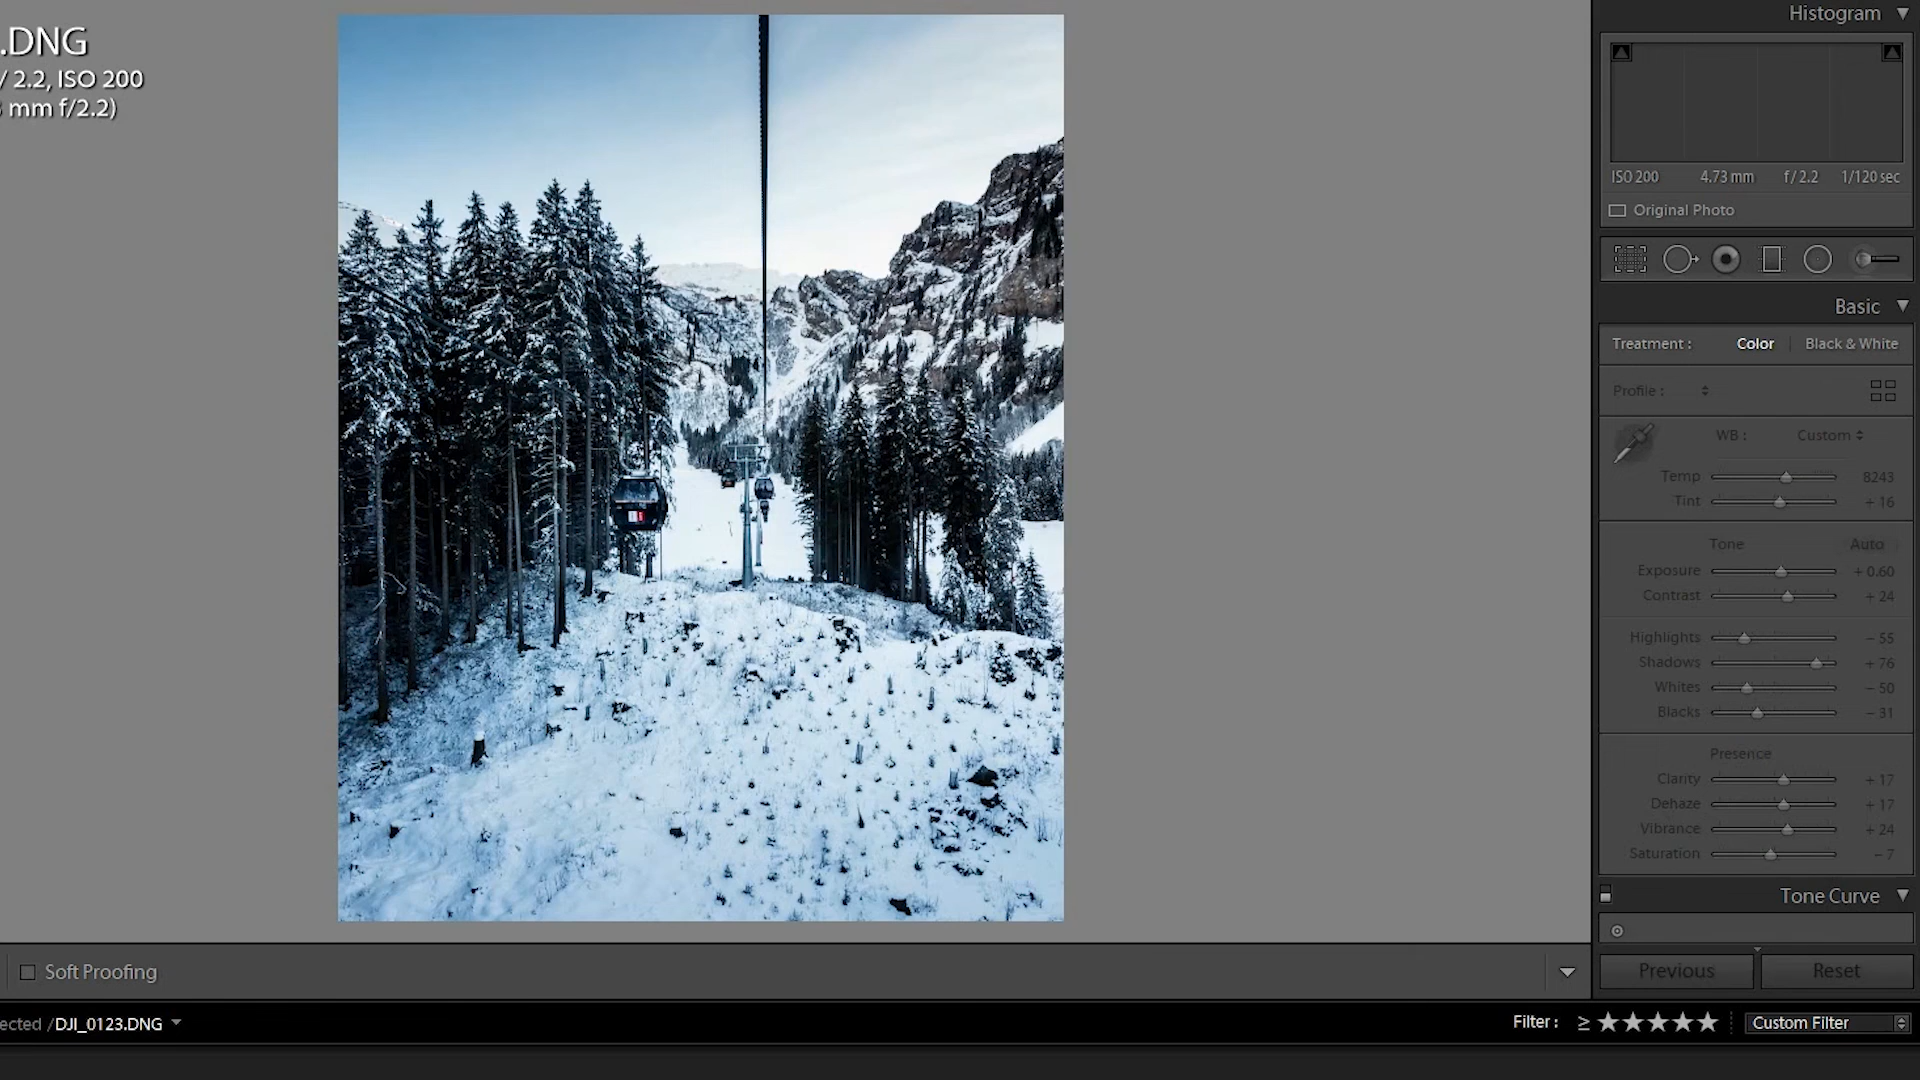 .DNG
/ 2.2, ISO 200
mm f/2.2)
Histogram
ISO 200 4.73 mm f / 2.2 1/120 sec
Original Photo
Basic
Treatment : Color Black & White
Profile :
WB : Custom
Temp 8243
Tint + 16
Tone Auto
Exposure + 0.60
Contrast + 24
Highlights − 55
Shadows + 76
Whites − 50
Blacks − 31
Presence
Clarity + 17
Dehaze + 17
Vibrance + 24
Saturation − 7
Tone Curve
Previous Reset
Soft Proofing
ected / DJI_0123.DNG
Filter : ≥ ★★★★★ Custom Filter